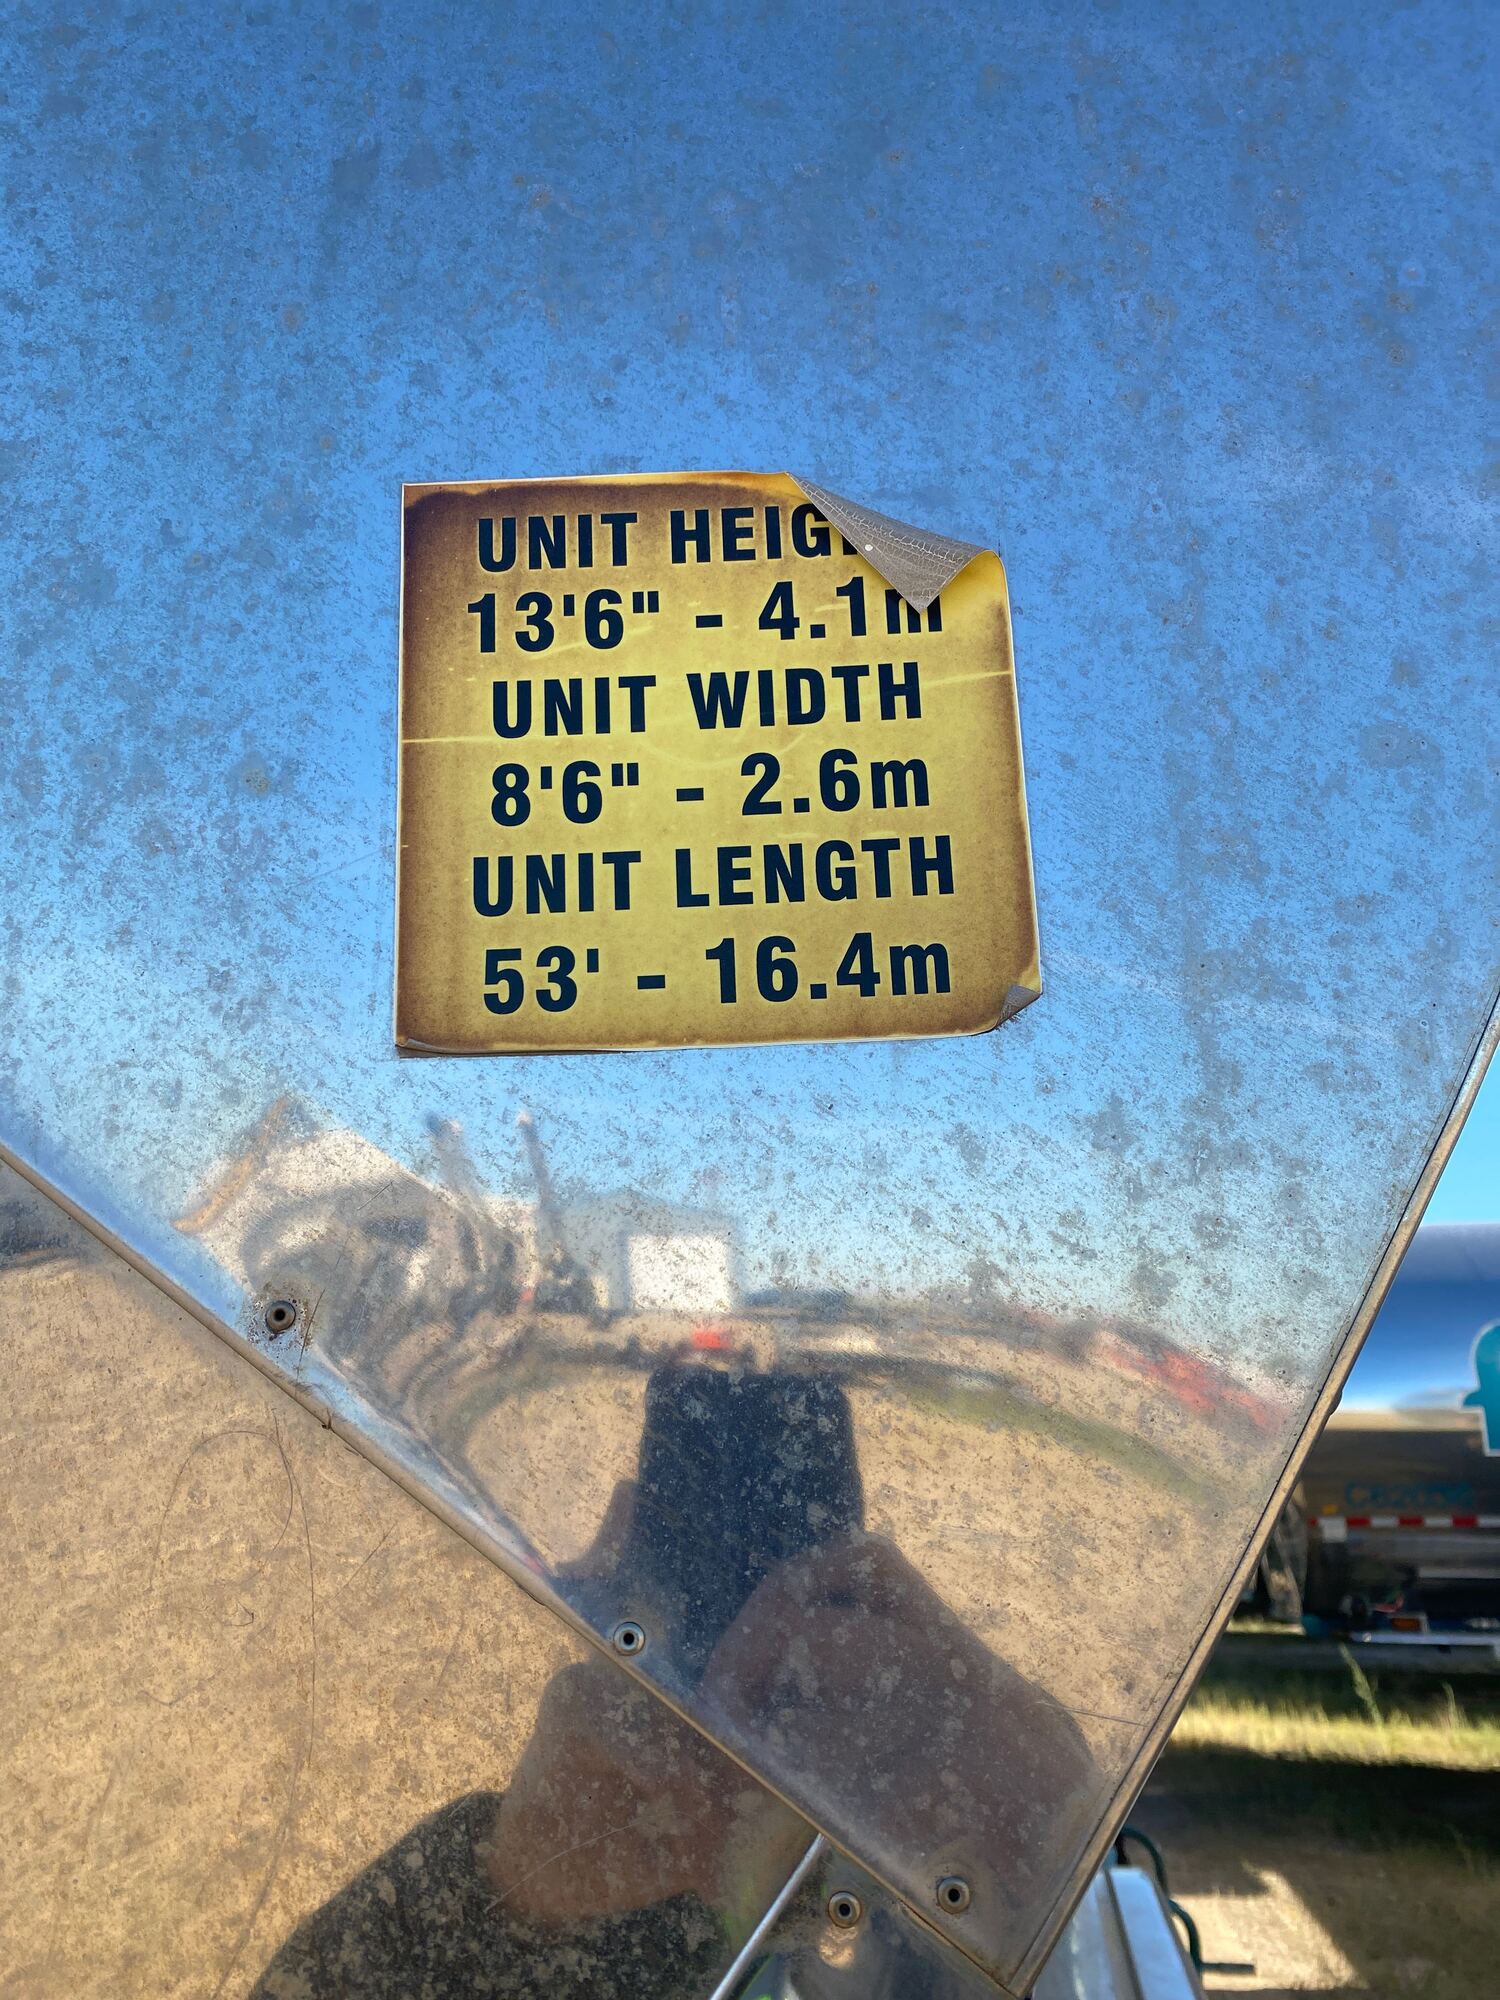 UNIT HEIG
13'6" - 4.1m
UNIT WIDTH
8'6" - 2.6m
UNIT LENGTH
53' - 16.4m